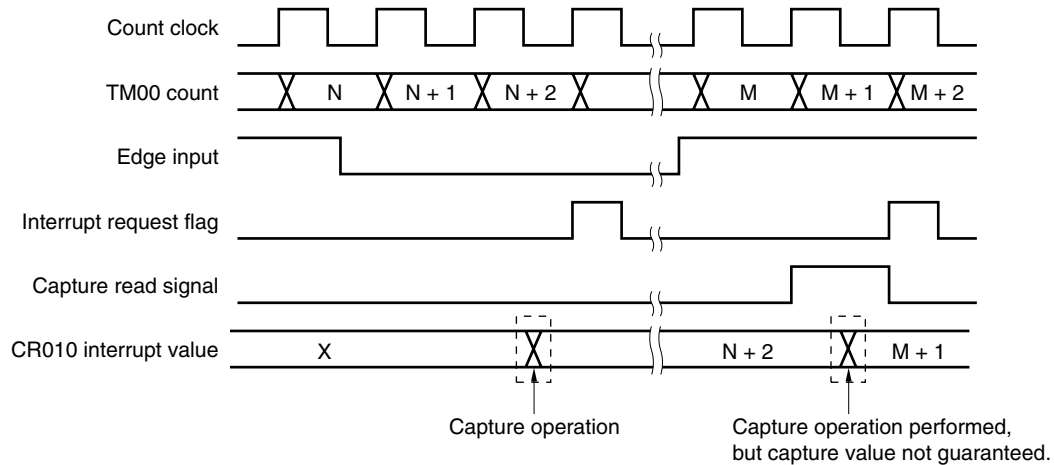 Count clock
TM00 count
N
N + 1
N + 2
M
M + 1
M + 2
Edge input
Interrupt request flag
Capture read signal
CR010 interrupt value
X
N + 2
M + 1
Capture operation
Capture operation performed,
but capture value not guaranteed.